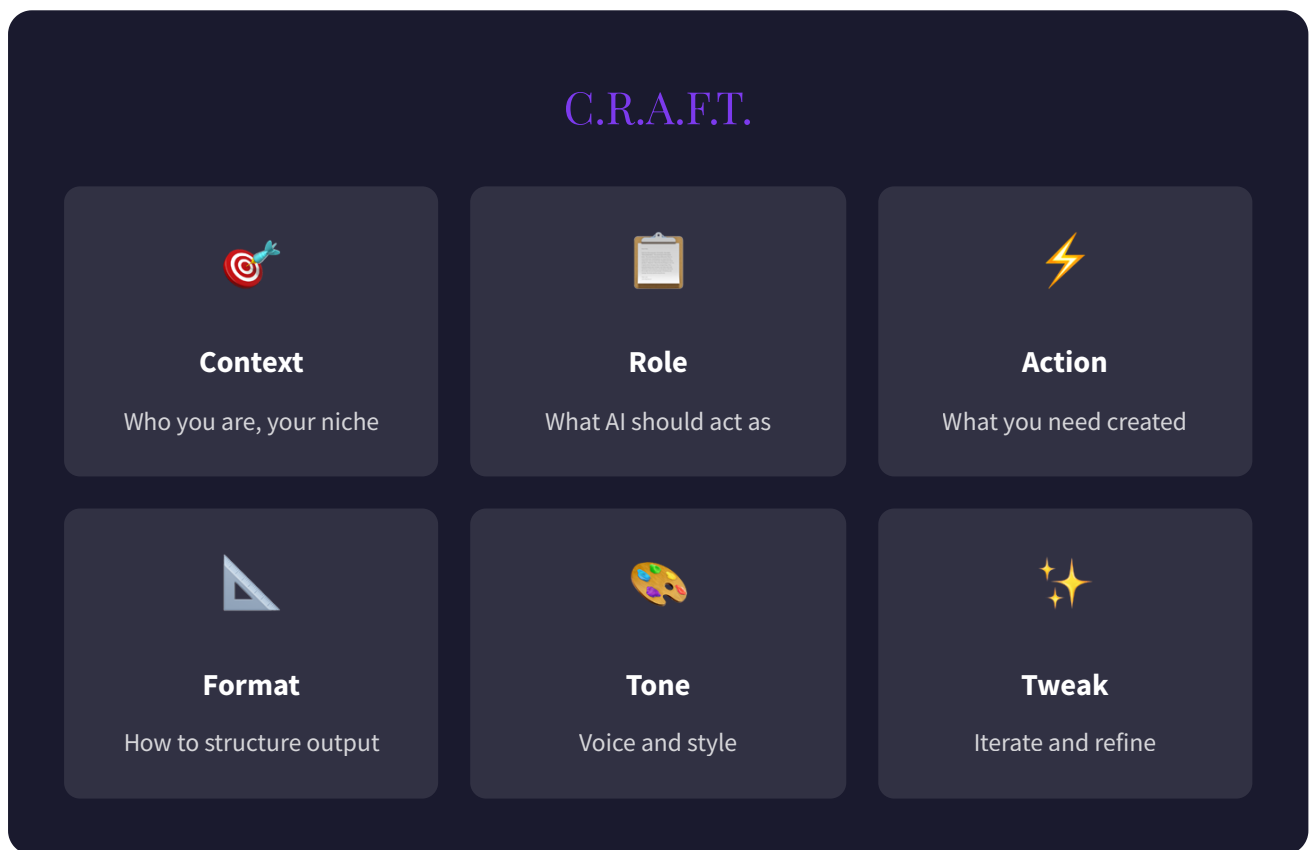 C.R.A.F.T.
Context
Who you are, your niche
Role
What AI should act as
Action
What you need created
Format
How to structure output
Tone
Voice and style
Tweak
Iterate and refine